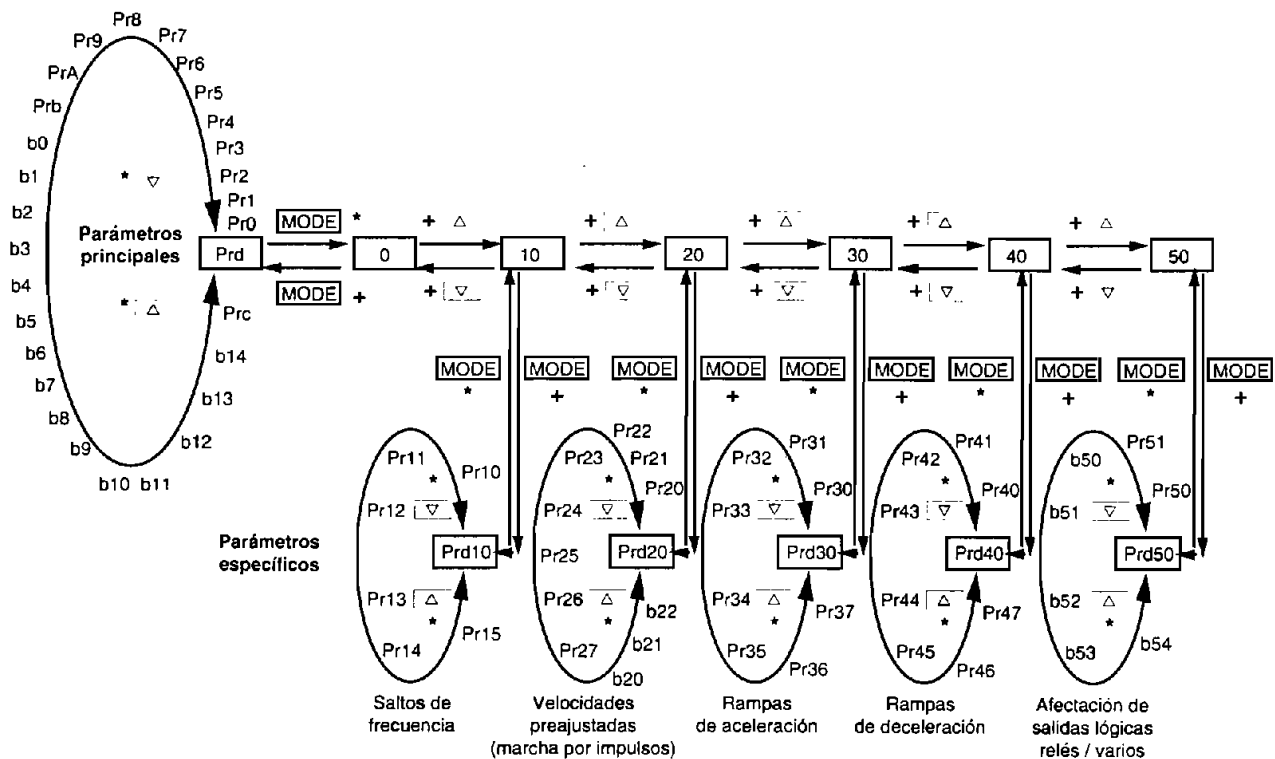 Pr8
Pr9 Pr7
PrA Pr6
Prb Pr5
b0 Pr4
Pr3
b1 * ▽ Pr2
b2 Pr1
Pr0 MODE * + △ + △ + △ + △ + △
b3 Parámetros
principales Prd 0 10 20 30 40 50
b4 MODE + + ▽ + ▽ + ▽ + ▽ + ▽
b5 * △ Prc
b6 b14
b7 b13
b8 b12
b9
b10 b11
MODE MODE MODE MODE MODE MODE MODE MODE MODE MODE
* + * + * + * + * +
Pr11 Pr10
*
Pr12 ▽
Prd10
Pr13 △
*
Pr14 Pr15
Saltos de
frecuencia
Pr22
Pr23 Pr21
* Pr20
Pr24 ▽
Pr25 Prd20
Pr26 △ b22
* b21
Pr27 b20
Velocidades
preajustadas
(marcha por impulsos)
Pr31
Pr32
* Pr30
Pr33 ▽
Prd30
Pr34 △ Pr37
*
Pr35 Pr36
Rampas
de aceleración
Pr41
Pr42
* Pr40
Pr43 ▽
Prd40
Pr44 △ Pr47
*
Pr45 Pr46
Rampas
de deceleración
Pr51
b50
* Pr50
b51 ▽
Prd50
b52 △
* b54
b53
Afectación de
salidas lógicas
relés / varios
Parámetros
específicos